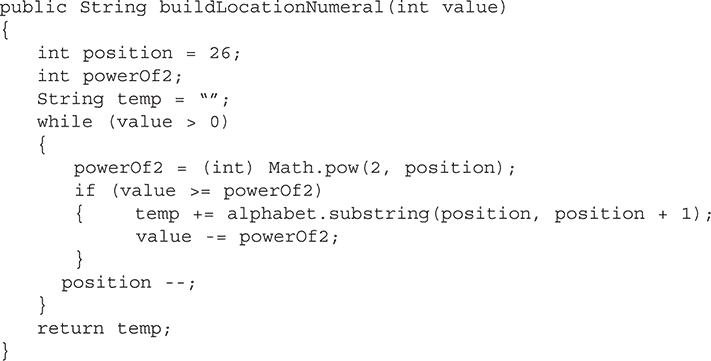 public String buildLocationNumeral(int value)
{
int position = 26;
int powerOf2;
String temp = “”;
while (value > 0)
{
powerOf2 = (int) Math.pow(2, position);
if (value >= powerOf2)
{ temp += alphabet.substring(position, position + 1);
value -= powerOf2;
}
position --;
}
return temp;
}